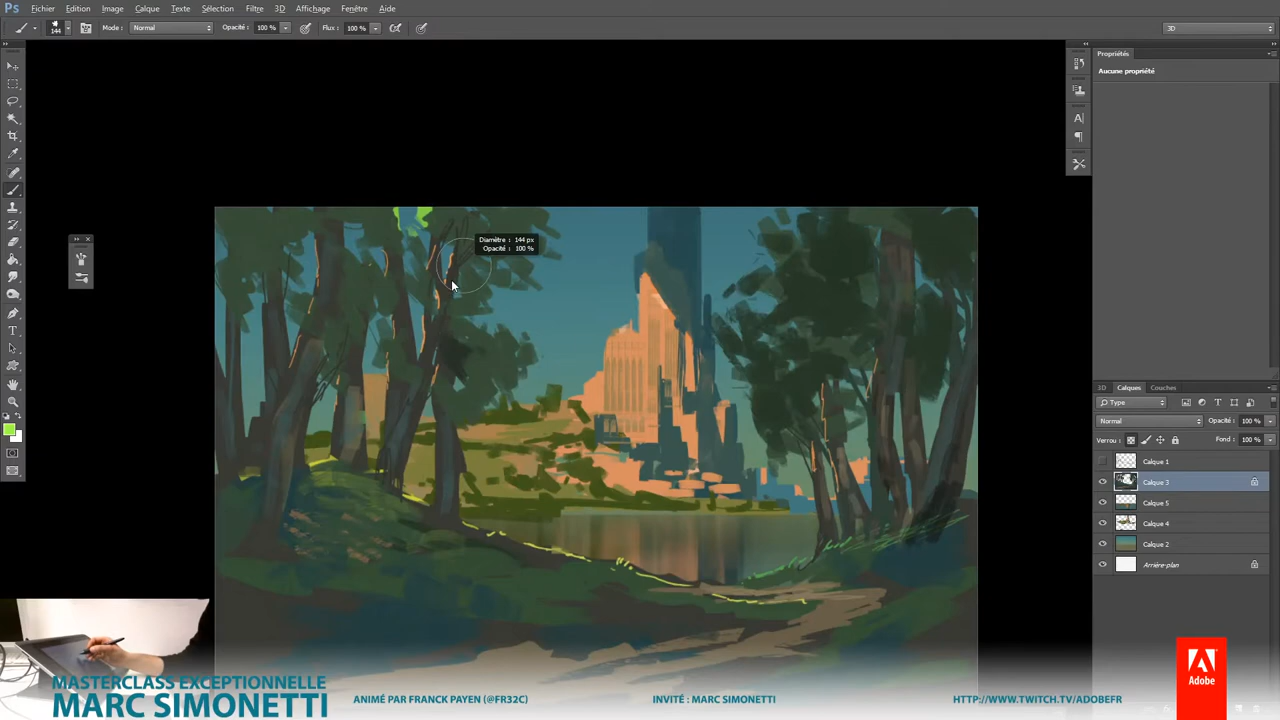 Ps Fichier Edition Image Calque Texte Sélection Filtre 3D Affichage Fenêtre Aide
144 Mode : Normal Opacité : 100 % Flux : 100 % 3D
Propriétés
Aucune propriété
Diamètre : 144 px
Opacité : 100 %
3D Calques Couches
Type
Normal Opacité : 100 %
Verrou : Fond : 100 %
Calque 1
Calque 3
Calque 5
Calque 4
Calque 2
Arrière-plan
MASTERCLASS EXCEPTIONNELLE
MARC SIMONETTI
ANIMÉ PAR FRANCK PAYEN (@FR32C) INVITÉ : MARC SIMONETTI HTTP://WWW.TWITCH.TV/ADOBEFR
Adobe